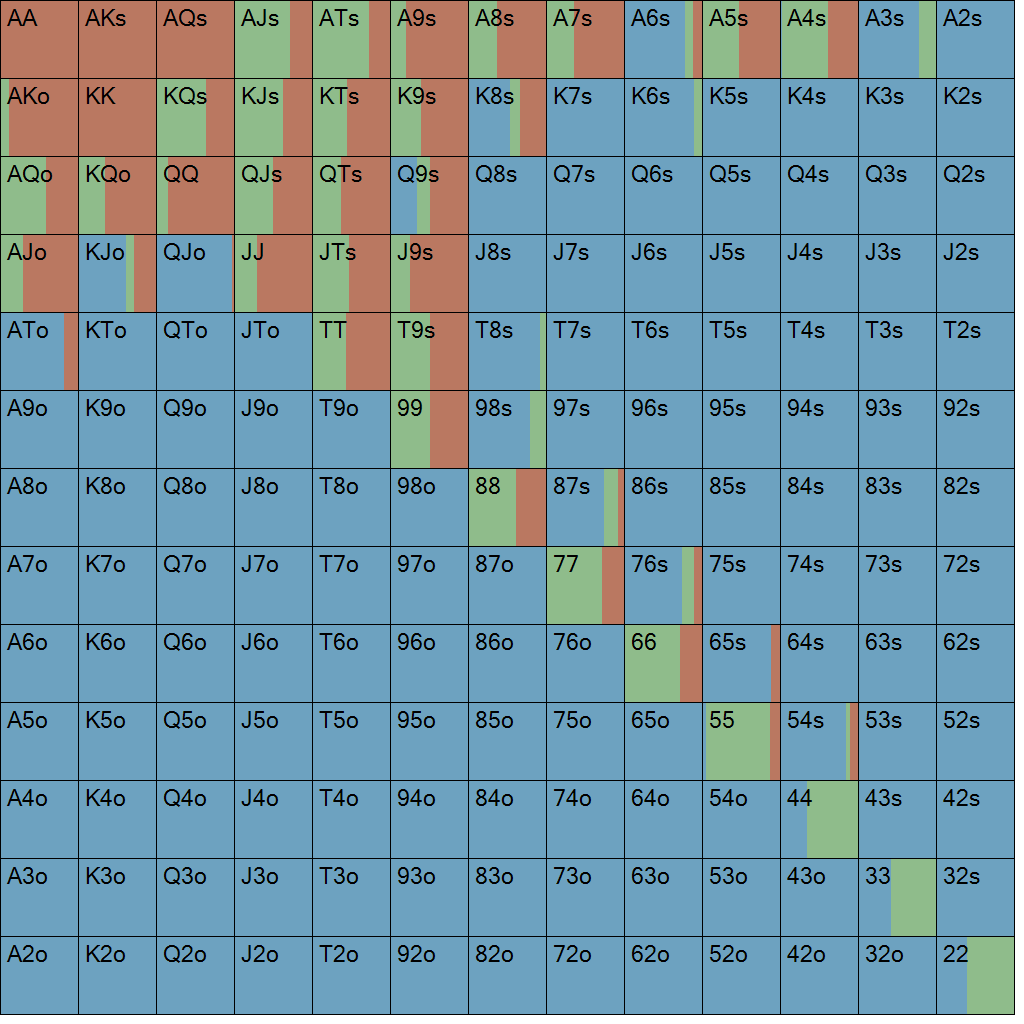 AA AKs AQs AJs ATs A9s A8s A7s A6s A5s A4s A3s A2s
AKo KK KQs KJs KTs K9s K8s K7s K6s K5s K4s K3s K2s
AQo KQo QQ QJs QTs Q9s Q8s Q7s Q6s Q5s Q4s Q3s Q2s
AJo KJo QJo JJ JTs J9s J8s J7s J6s J5s J4s J3s J2s
ATo KTo QTo JTo TT T9s T8s T7s T6s T5s T4s T3s T2s
A9o K9o Q9o J9o T9o 99 98s 97s 96s 95s 94s 93s 92s
A8o K8o Q8o J8o T8o 98o 88 87s 86s 85s 84s 83s 82s
A7o K7o Q7o J7o T7o 97o 87o 77 76s 75s 74s 73s 72s
A6o K6o Q6o J6o T6o 96o 86o 76o 66 65s 64s 63s 62s
A5o K5o Q5o J5o T5o 95o 85o 75o 65o 55 54s 53s 52s
A4o K4o Q4o J4o T4o 94o 84o 74o 64o 54o 44 43s 42s
A3o K3o Q3o J3o T3o 93o 83o 73o 63o 53o 43o 33 32s
A2o K2o Q2o J2o T2o 92o 82o 72o 62o 52o 42o 32o 22